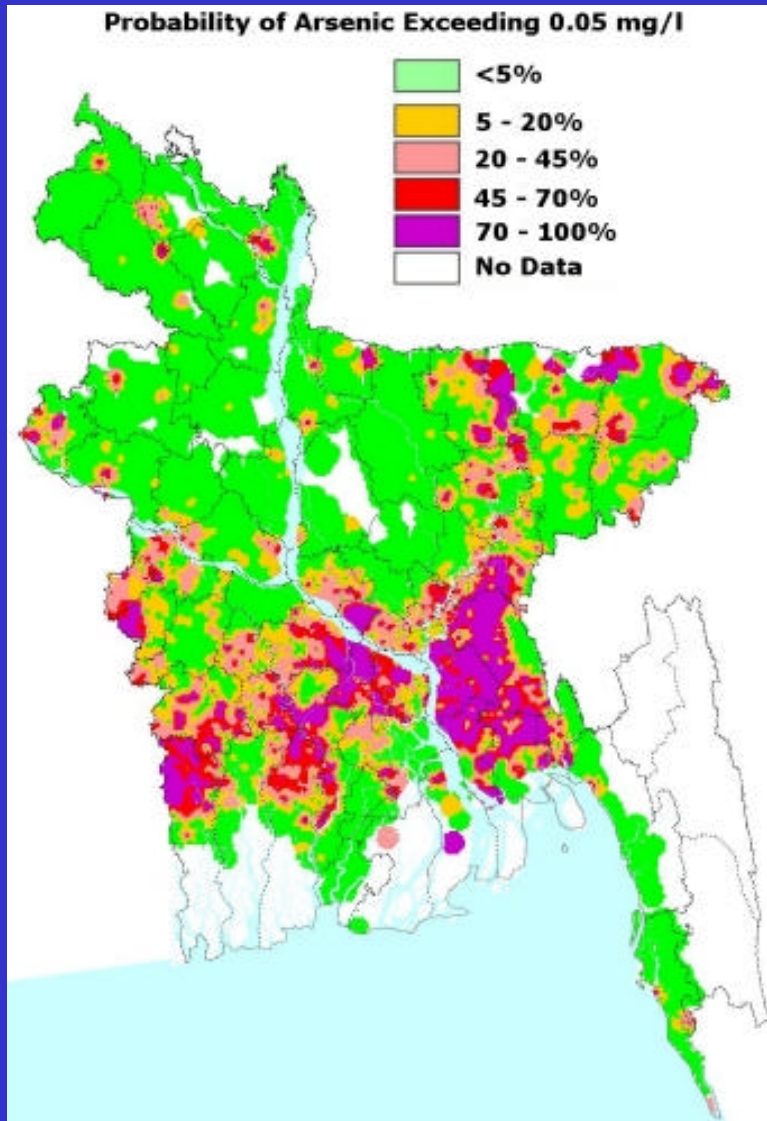 Probability of Arsenic Exceeding 0.05 mg/l
<5%
5 - 20%
20 - 45%
45 - 70%
70 - 100%
No Data